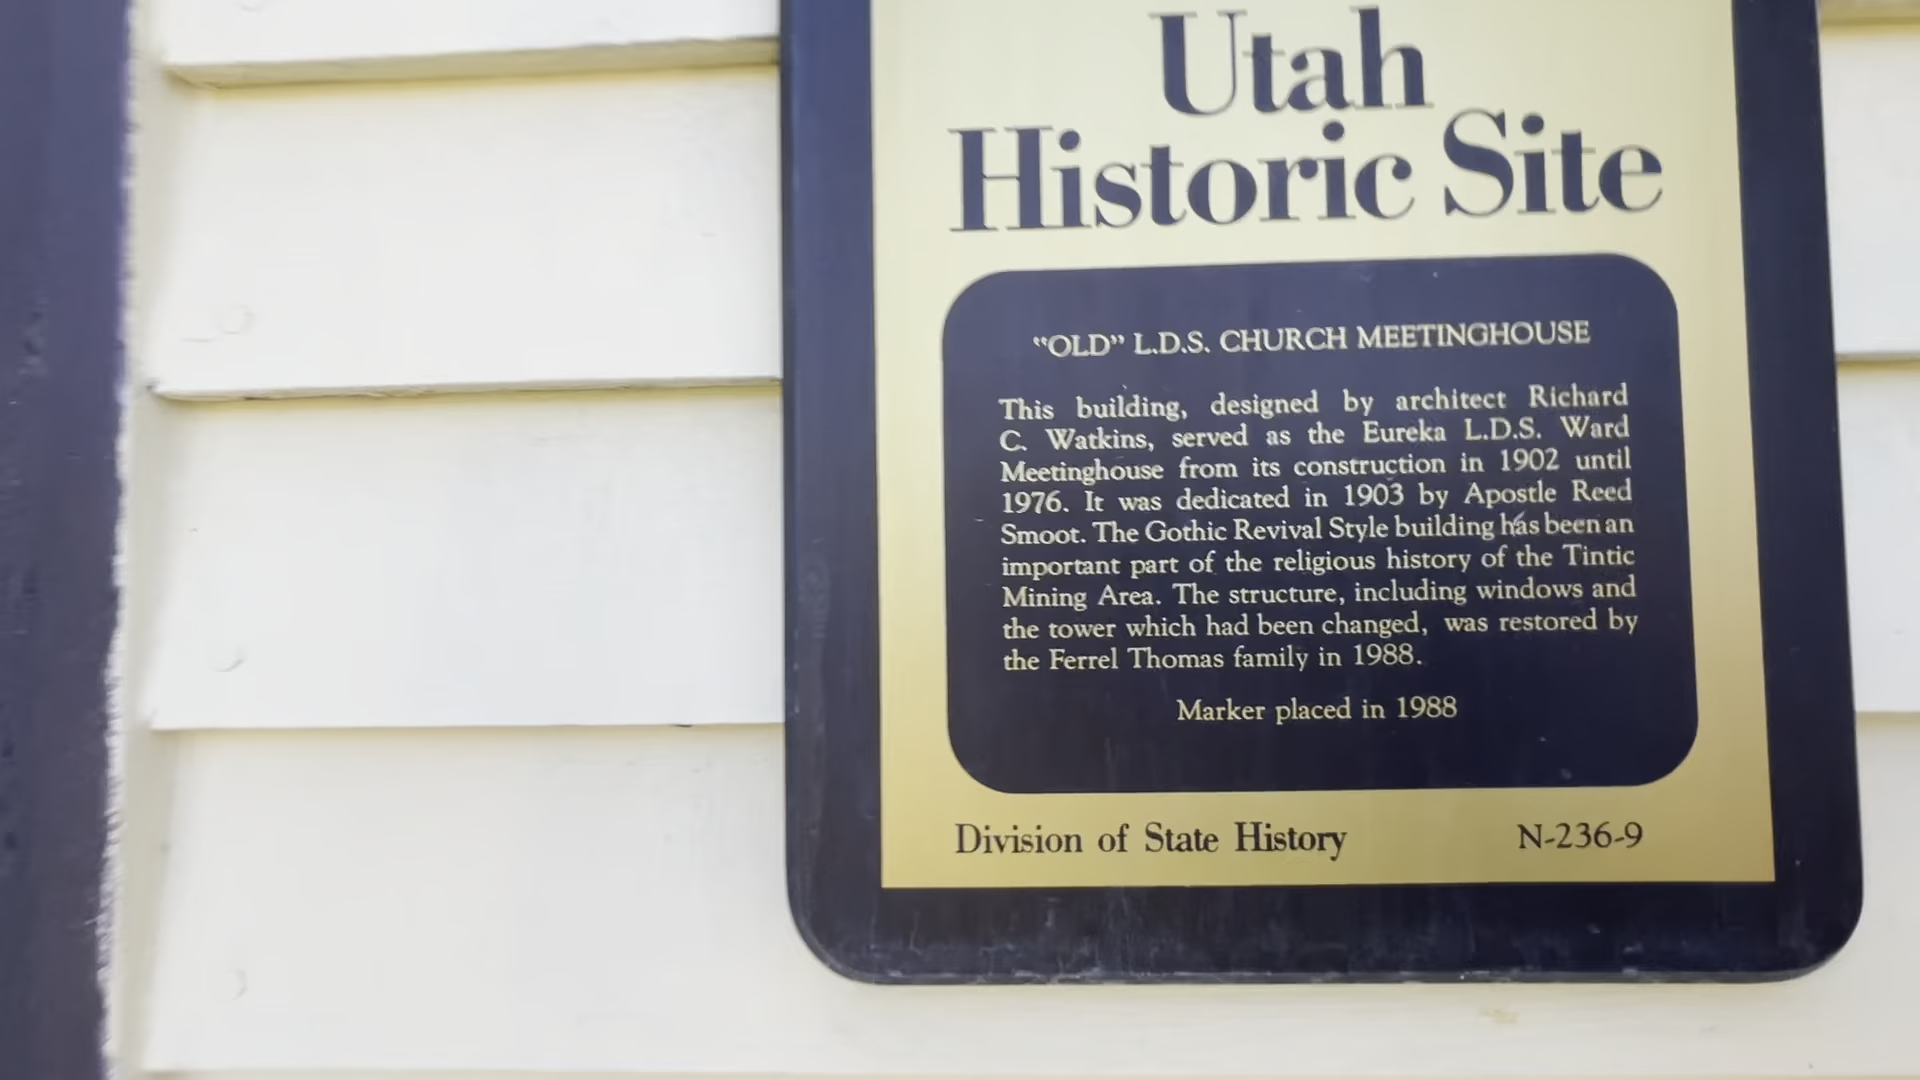 Utah
Historic Site
“OLD” L.D.S. CHURCH MEETINGHOUSE
This building, designed by architect Richard
C. Watkins, served as the Eureka L.D.S. Ward
Meetinghouse from its construction in 1902 until
1976. It was dedicated in 1903 by Apostle Reed
Smoot. The Gothic Revival Style building has been an
important part of the religious history of the Tintic
Mining Area. The structure, including windows and
the tower which had been changed, was restored by
the Ferrel Thomas family in 1988.
Marker placed in 1988
Division of State History N-236-9